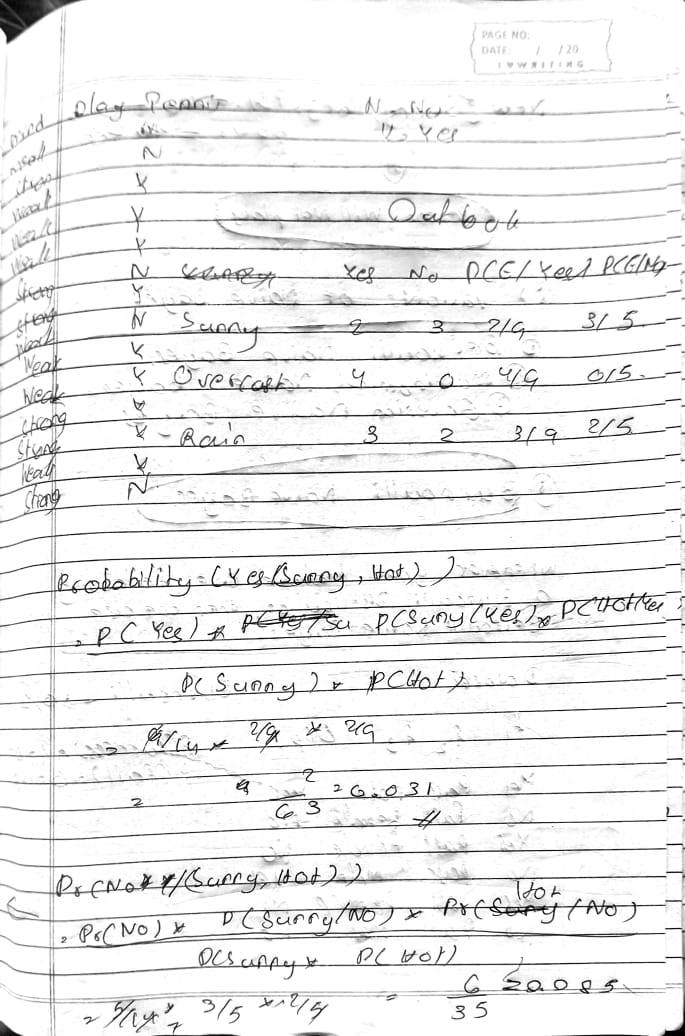 PAGE NO:
DATE: / /20
Play Tennis N - No
Y, Yes
N
Y
Outlook
Yes No P(E/Yes) P(E/No)
Sunny 2 3 2/9 3/5
Overcast 4 0 4/9 0/5
Rain 3 2 3/9 2/5
Weak
Strong
Weak
Weak
Weak
Strong
Strong
Weak
Weak
Weak
Strong
Strong
Weak
Strong
Y
Y
Y
N
Y
N
Y
Y
Y
Y
Y
N
Probability = (Yes/(Sunny, Hot))
= P(Yes) * P(Suny/Yes) * P(Hot/Yes)
P(Sunny) * P(Hot)
= 9/14 * 2/9 * 2/9
= 2/63 = 0.031
Pr(No/(Sunny, Hot))
= Pr(No) * P(Sunny/No) * Pr(Hot/No)
P(Sunny * P(Hot)
= 5/14 * 3/5 * 2/5 = 6/35 = 0.085